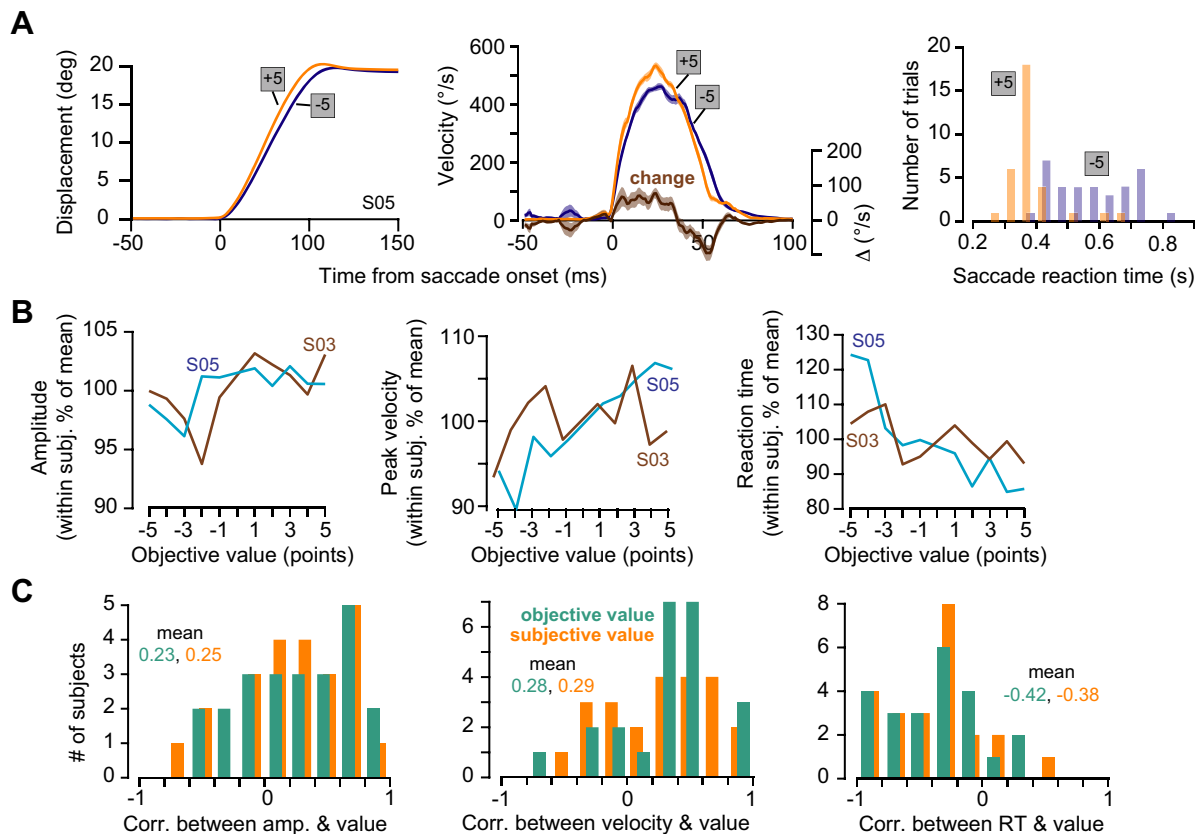 A
Displacement (deg)
20
15
10
5
0
+5
-5
S05
-50
0
100
150
Velocity (°/s)
600
400
200
0
+5
-5
change
200
100
0
Δ (°/s)
-50
0
50
100
Time from saccade onset (ms)
Number of trials
20
15
10
5
0
+5
-5
0.2
0.4
0.6
0.8
Saccade reaction time (s)
B
Amplitude
(within subj. % of mean)
105
100
95
90
S05
S03
-5
-3
-1
1
3
5
Objective value (points)
Peak velocity
(within subj. % of mean)
110
100
90
S05
S03
-5
-3
-1
1
3
5
Objective value (points)
Reaction time
(within subj. % of mean)
130
120
110
100
90
80
S05
S03
-5
-3
-1
1
3
5
Objective value (points)
C
# of subjects
5
4
3
2
1
0
mean
0.23, 0.25
-1
0
1
Corr. between amp. & value
6
4
2
0
objective value
subjective value
mean
0.28, 0.29
-1
0
1
Corr. between velocity & value
8
6
4
2
0
mean
-0.42, -0.38
-1
0
1
Corr. between RT & value